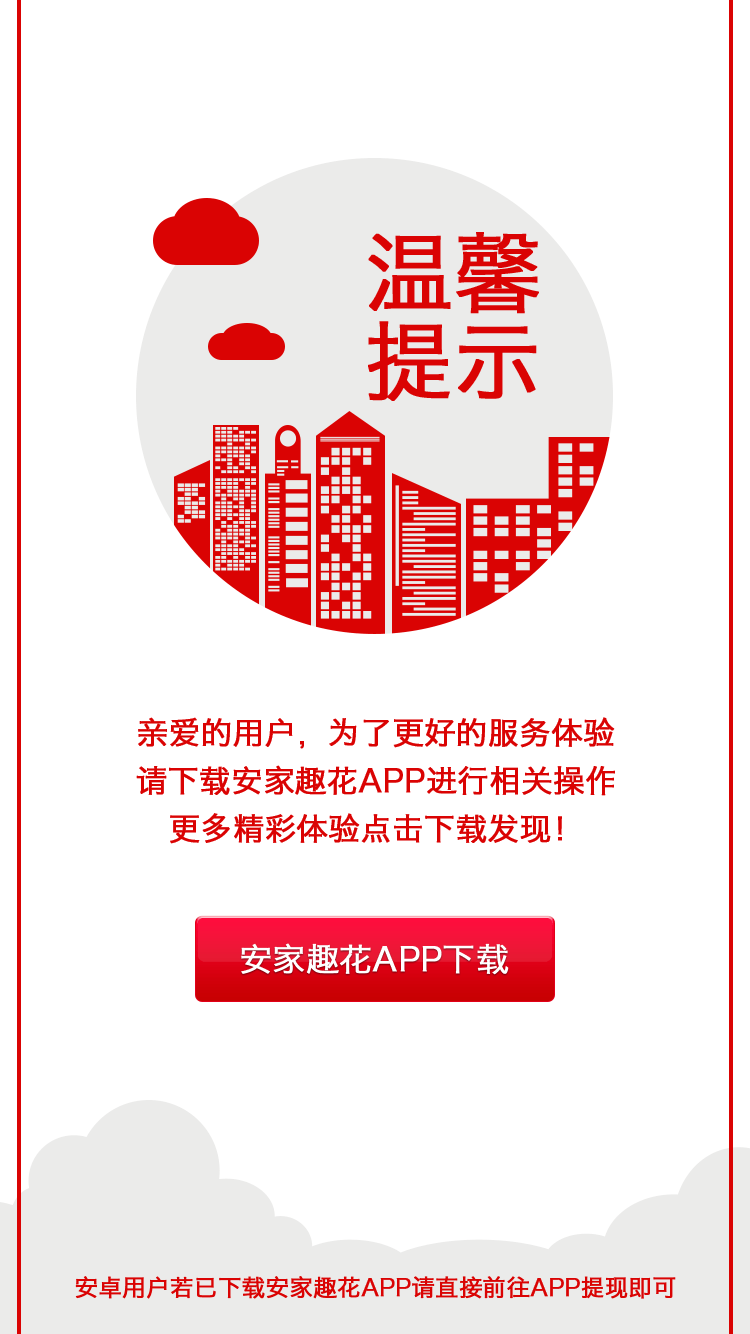 温馨
提示
亲爱的用户，为了更好的服务体验
请下载安家趣花APP进行相关操作
更多精彩体验点击下载发现！
安家趣花APP下载
安卓用户若已下载安家趣花APP请直接前往APP提现即可